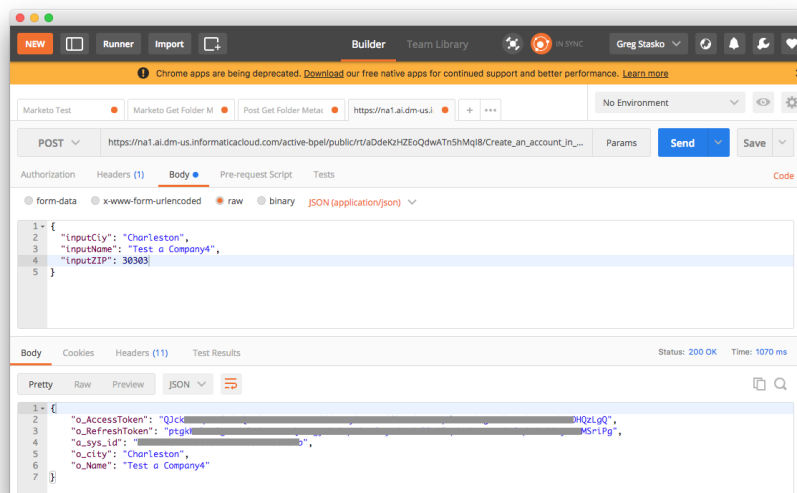 NEW Runner Import Builder Team Library IN SYNC Greg Stasko
Chrome apps are being deprecated. Download our free native apps for continued support and better performance. Learn more
Marketo Test Marketo Get Folder M Post Get Folder Metad https://na1.ai.dm-us.i + ••• No Environment
POST https://na1.ai.dm-us.informaticacloud.com/active-bpel/public/rt/aDdeKzHZEoQdwATn5hMqI8/Create_an_account_in_... Params Send Save
Authorization Headers (1) Body Pre-request Script Tests Code
form-data x-www-form-urlencoded raw binary JSON (application/json)
1 {
2 "inputCiy": "Charleston",
3 "inputName": "Test a Company4",
4 "inputZIP": 30303
5 }
Body Cookies Headers (11) Test Results Status: 200 OK Time: 1070 ms
Pretty Raw Preview JSON
1 {
2 "o_AccessToken": "QJck DHQzLgQ",
3 "o_RefreshToken": "ptgk MSriPg",
4 "o_sys_id": " ",
5 "o_city": "Charleston",
6 "o_Name": "Test a Company4"
7 }